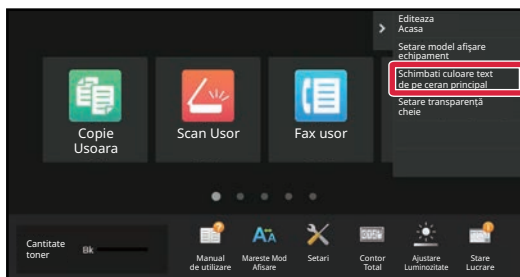 Editeaza
Acasa
Setare model afişare
echipament
Schimbati culoare text
de pe ceran principal
Setare transparenţă
cheie
Copie
Usoara
Scan Usor
Fax usor
Cantitate
toner
Bk
Manual
de utilizare
Mareste Mod
Afisare
Setari
Contor
Total
Ajustare
Luminozitate
Stare
Lucrare